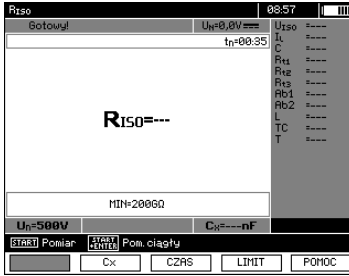 RISO 08:57
Gotowy! UN=0,0V
tn=00:35
RISO=---
MIN=200GΩ
Un=500V Cx=---nF
UISO =---
IL =---
C =---
Rt1 =---
Rt2 =---
Rt3 =---
Ab1 =---
Ab2 =---
L =---
TC =---
T =---
START Pomiar START +ENTER Pom. ciągły
Cx CZAS LIMIT POMOC